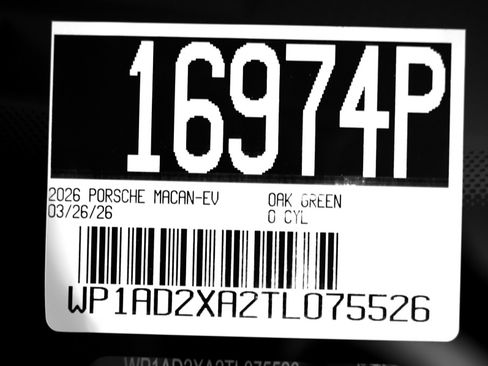 16974P
2026 PORSCHE MACAN-EV OAK GREEN
03/26/26 0 CYL
WP1AD2XA2TL075526